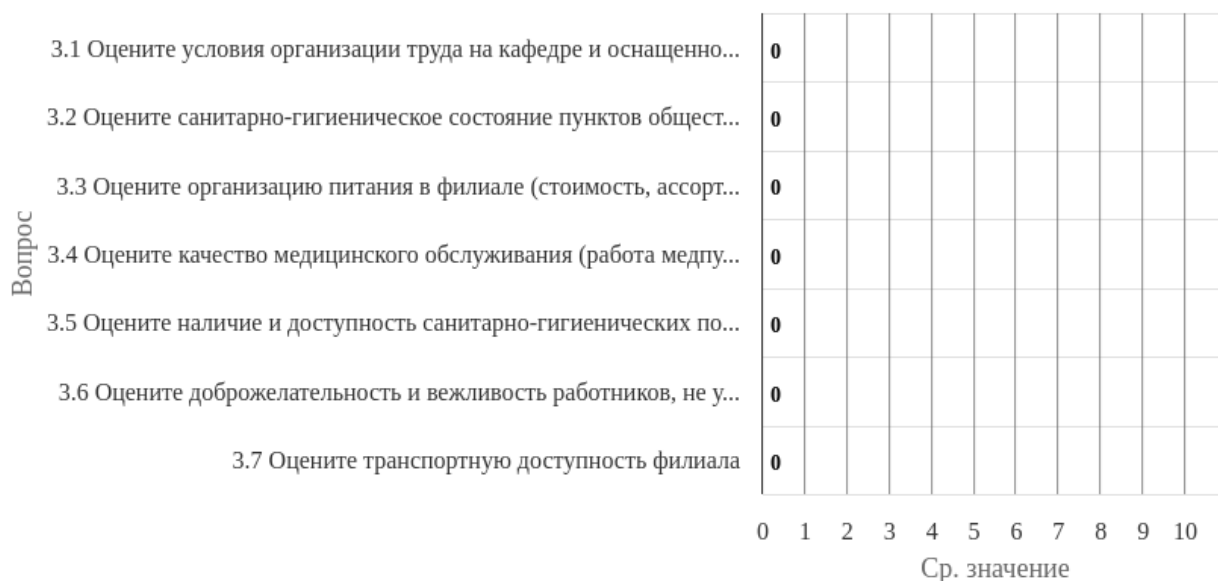 3.1 Оцените условия организации труда на кафедре и оснащенно... 0
3.2 Оцените санитарно-гигиеническое состояние пунктов общест... 0
3.3 Оцените организацию питания в филиале (стоимость, ассорт... 0
3.4 Оцените качество медицинского обслуживания (работа медпу... 0
3.5 Оцените наличие и доступность санитарно-гигиенических по... 0
3.6 Оцените доброжелательность и вежливость работников, не у... 0
3.7 Оцените транспортную доступность филиала 0
Вопрос
0 1 2 3 4 5 6 7 8 9 10
Ср. значение